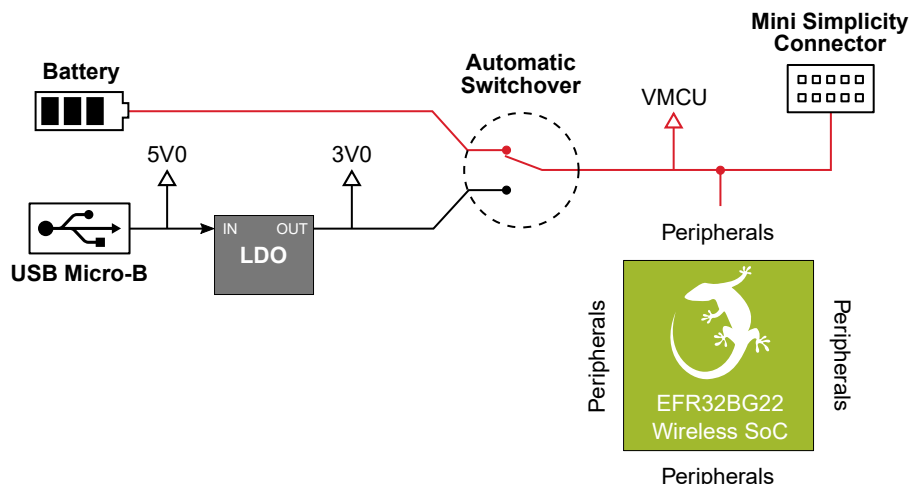 Mini Simplicity
Connector
Automatic
Switchover
Battery
VMCU
5V0
3V0
IN
OUT
LDO
USB Micro-B
Peripherals
Peripherals
Peripherals
EFR32BG22
Wireless SoC
Peripherals